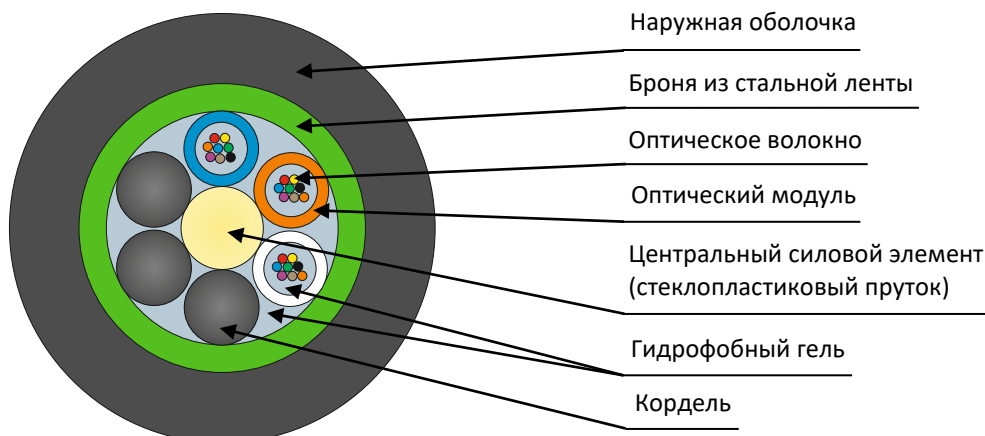 Наружная оболочка
Броня из стальной ленты
Оптическое волокно
Оптический модуль
Центральный силовой элемент
(стеклопластиковый пруток)
Гидрофобный гель
Кордель